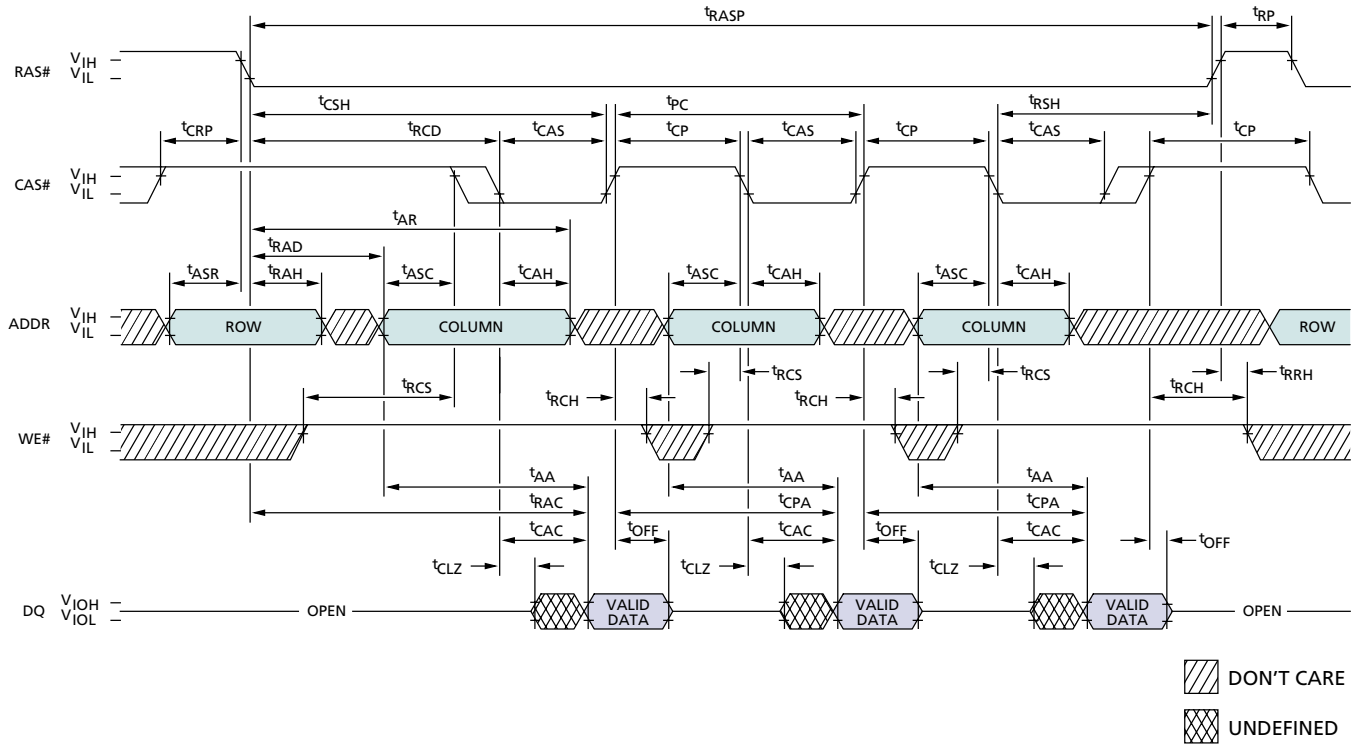 tRASP tRP
RAS# VIH
VIL
tCSH tPC tRSH
tCRP tRCD tCAS tCP tCAS tCP tCAS tCP
CAS# VIH
VIL
tAR
tRAD
tASR tRAH tASC tCAH tASC tCAH tASC tCAH
ADDR VIH
VIL
ROW COLUMN COLUMN COLUMN ROW
tRCS tRCH tRCS tRCH tRCS tRCH tRRH
WE# VIH
VIL
tAA tAA tAA
tRAC tCPA tCPA
tCAC tOFF tCAC tOFF tCAC tOFF
tCLZ tCLZ tCLZ
DQ VIOH
VIOL
OPEN VALID DATA VALID DATA VALID DATA OPEN
DON'T CARE
UNDEFINED